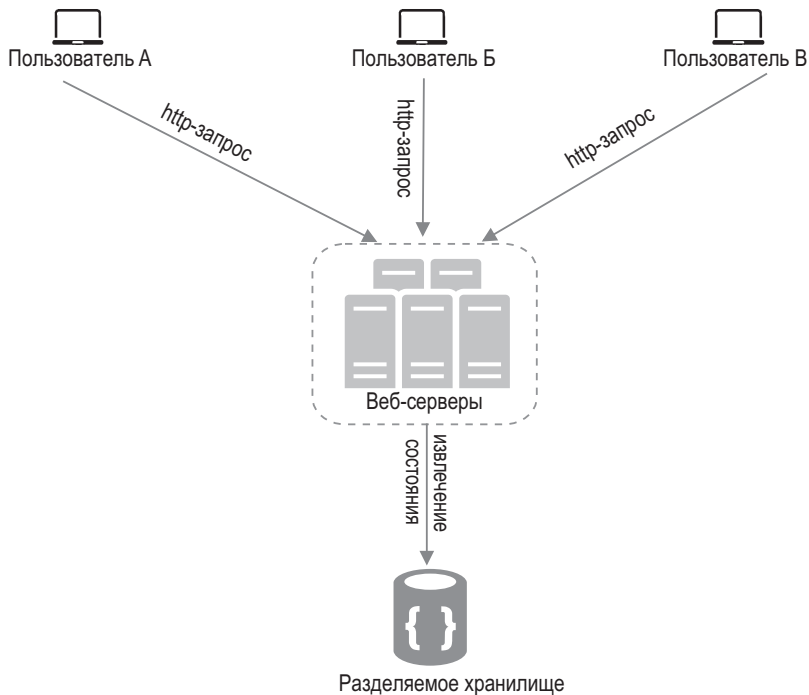 Пользователь А
Пользователь Б
Пользователь В
http-запрос
http-запрос
http-запрос
Веб-серверы
извлечение
состояния
{ }
Разделяемое хранилище